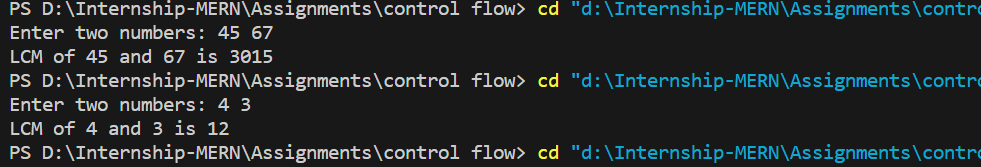 PS D:\Internship-MERN\Assignments\control flow> cd "d:\Internship-MERN\Assignments\contro
Enter two numbers: 45 67
LCM of 45 and 67 is 3015
PS D:\Internship-MERN\Assignments\control flow> cd "d:\Internship-MERN\Assignments\contro
Enter two numbers: 4 3
LCM of 4 and 3 is 12
PS D:\Internship-MERN\Assignments\control flow> cd "d:\Internship-MERN\Assignments\contro